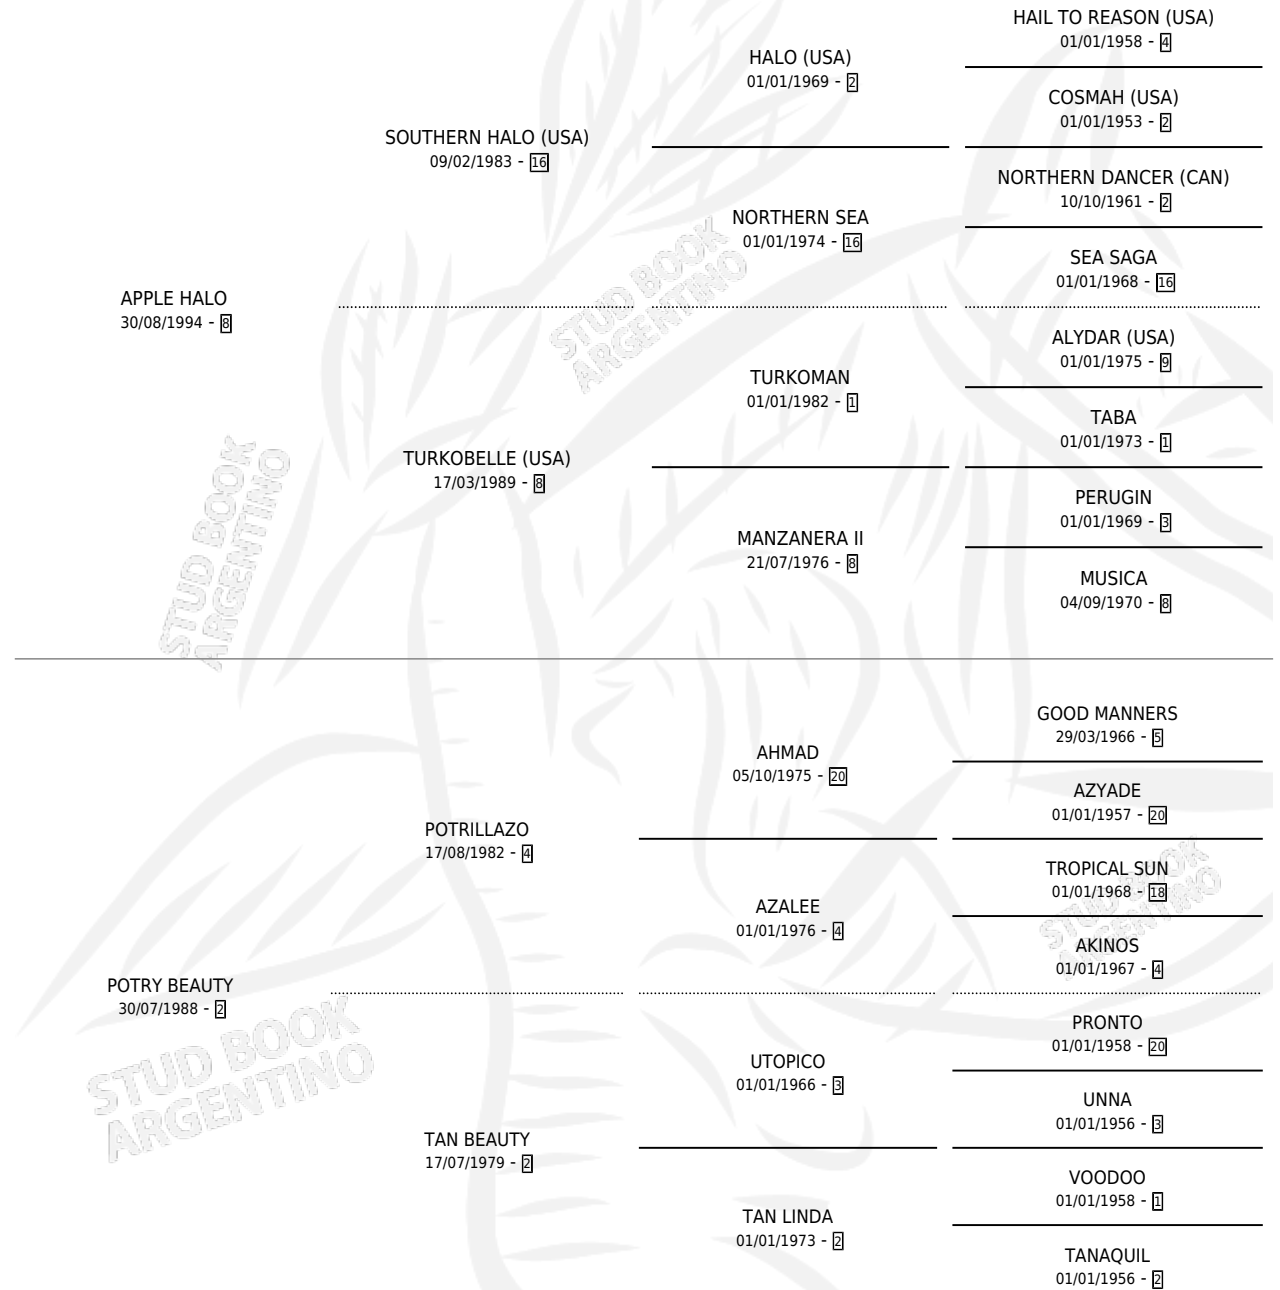 HAIL TO REASON (USA)
01/01/1958 - 4
HALO (USA)
01/01/1969 - 2
COSMAH (USA)
01/01/1953 - 2
SOUTHERN HALO (USA)
09/02/1983 - 16
NORTHERN DANCER (CAN)
10/10/1961 - 2
NORTHERN SEA
01/01/1974 - 16
SEA SAGA
01/01/1968 - 16
APPLE HALO
30/08/1994 - 8
ALYDAR (USA)
01/01/1975 - 9
TURKOMAN
01/01/1982 - 1
TABA
01/01/1973 - 1
TURKOBELLE (USA)
17/03/1989 - 8
PERUGIN
01/01/1969 - 3
MANZANERA II
21/07/1976 - 8
MUSICA
04/09/1970 - 8
GOOD MANNERS
29/03/1966 - 5
AHMAD
05/10/1975 - 20
AZYADE
01/01/1957 - 20
POTRILLAZO
17/08/1982 - 4
TROPICAL SUN
01/01/1968 - 18
AZALEE
01/01/1976 - 4
AKINOS
01/01/1967 - 4
POTRY BEAUTY
30/07/1988 - 2
PRONTO
01/01/1958 - 20
UTOPICO
01/01/1966 - 3
UNNA
01/01/1956 - 3
TAN BEAUTY
17/07/1979 - 2
VOODOO
01/01/1958 - 1
TAN LINDA
01/01/1973 - 2
TANAQUIL
01/01/1956 - 2
STUD BOOK
ARGENTINO
STUD BOOK
ARGENTINO
STUD BOOK
ARGENTINO
STUD BOOK
ARGENTINO